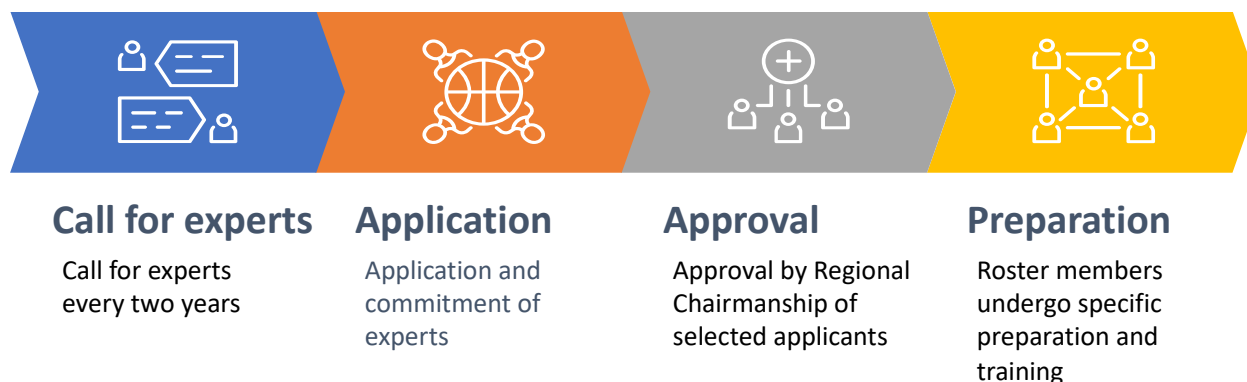 Call for experts
Call for experts
every two years
Application
Application and
commitment of
experts
Approval
Approval by Regional
Chairmanship of
selected applicants
Preparation
Roster members
undergo specific
preparation and
training